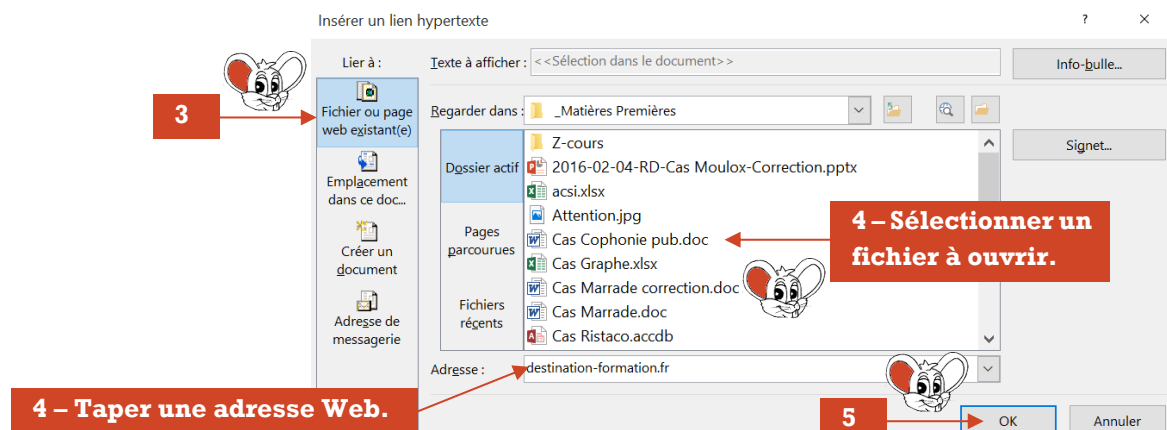 Insérer un lien hypertexte
?
×
Lier à :
Texte à afficher :
<<Sélection dans le document>>
Info-bulle...
3
Fichier ou page
web existant(e)
Regarder dans :
_Matières Premières
Signet...
Emplacement
dans ce doc...
Créer un
document
Adresse de
messagerie
Dossier actif
Pages
parcourues
Fichiers
récents
Z-cours
2016-02-04-RD-Cas Moulox-Correction.pptx
acsi.xlsx
Attention.jpg
Cas Cophonie pub.doc
Cas Graphe.xlsx
Cas Marrade correction.doc
Cas Marrade.doc
Cas Ristaco.accdb
4 – Sélectionner un
fichier à ouvrir.
Adresse :
destination-formation.fr
4 – Taper une adresse Web.
5
OK
Annuler